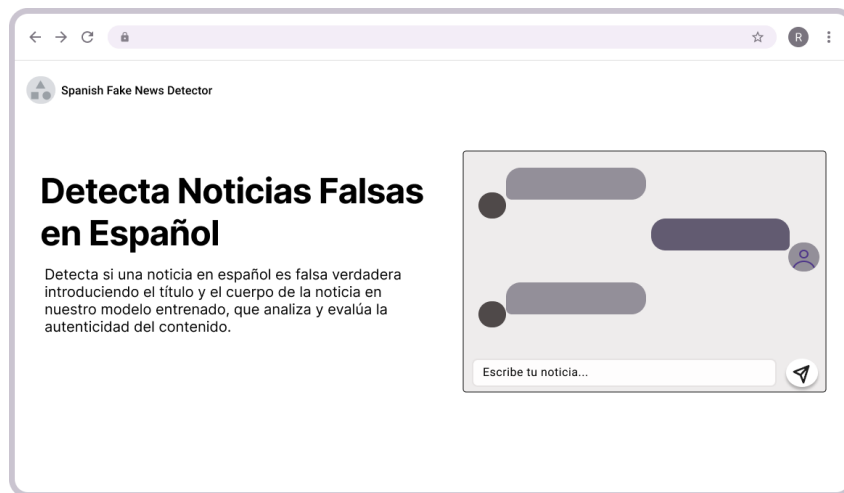 R
Spanish Fake News Detector
Detecta Noticias Falsas
en Español
Detecta si una noticia en español es falsa verdadera
introduciendo el título y el cuerpo de la noticia en
nuestro modelo entrenado, que analiza y evalúa la
autenticidad del contenido.
Escribe tu noticia...